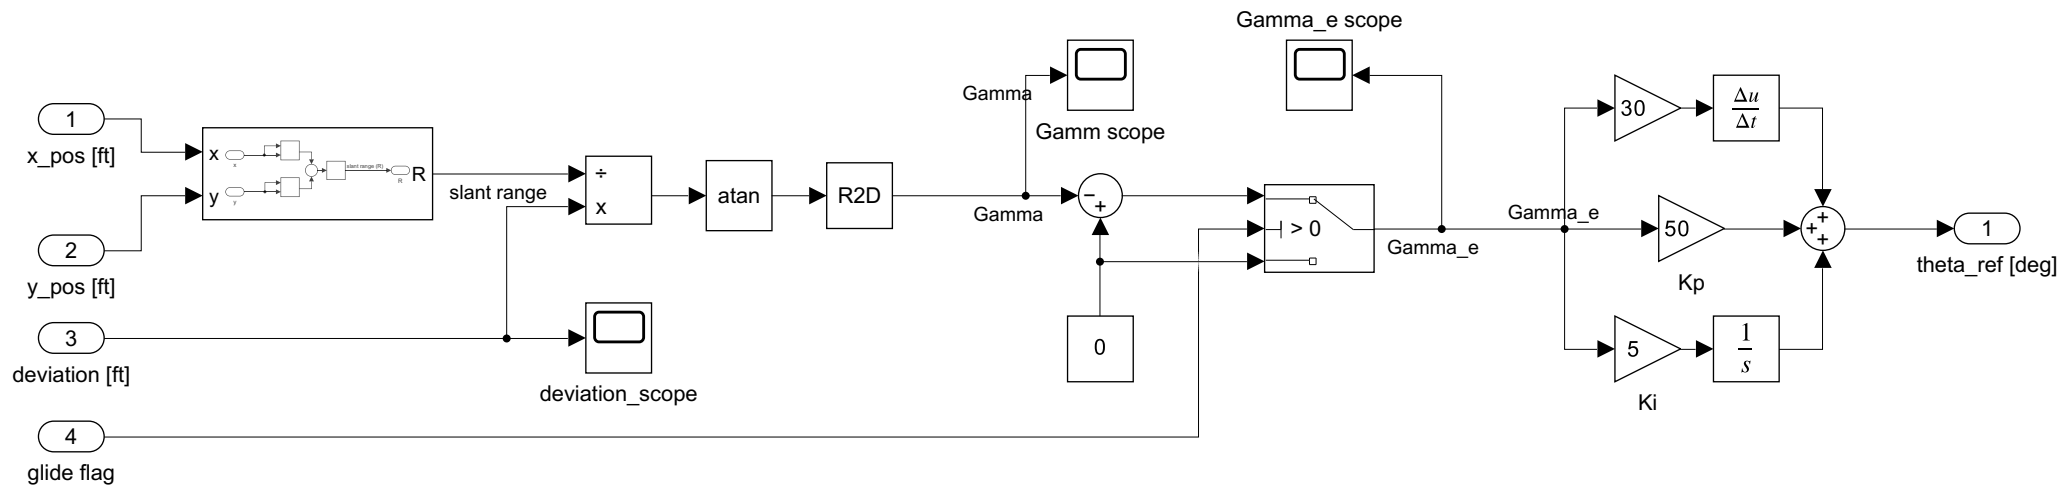 Gamma_e scope
Gamma
Gamm scope
1
x_pos [ft]
x
x
y
y
slant range (R)
R
R
slant range
÷
x
atan
R2D
Gamma
−
+
> 0
Gamma_e
Gamma_e
30
Δu
Δt
50
Kp
5
Ki
1
s
+
+
+
1
theta_ref [deg]
2
y_pos [ft]
3
deviation [ft]
deviation_scope
0
4
glide flag